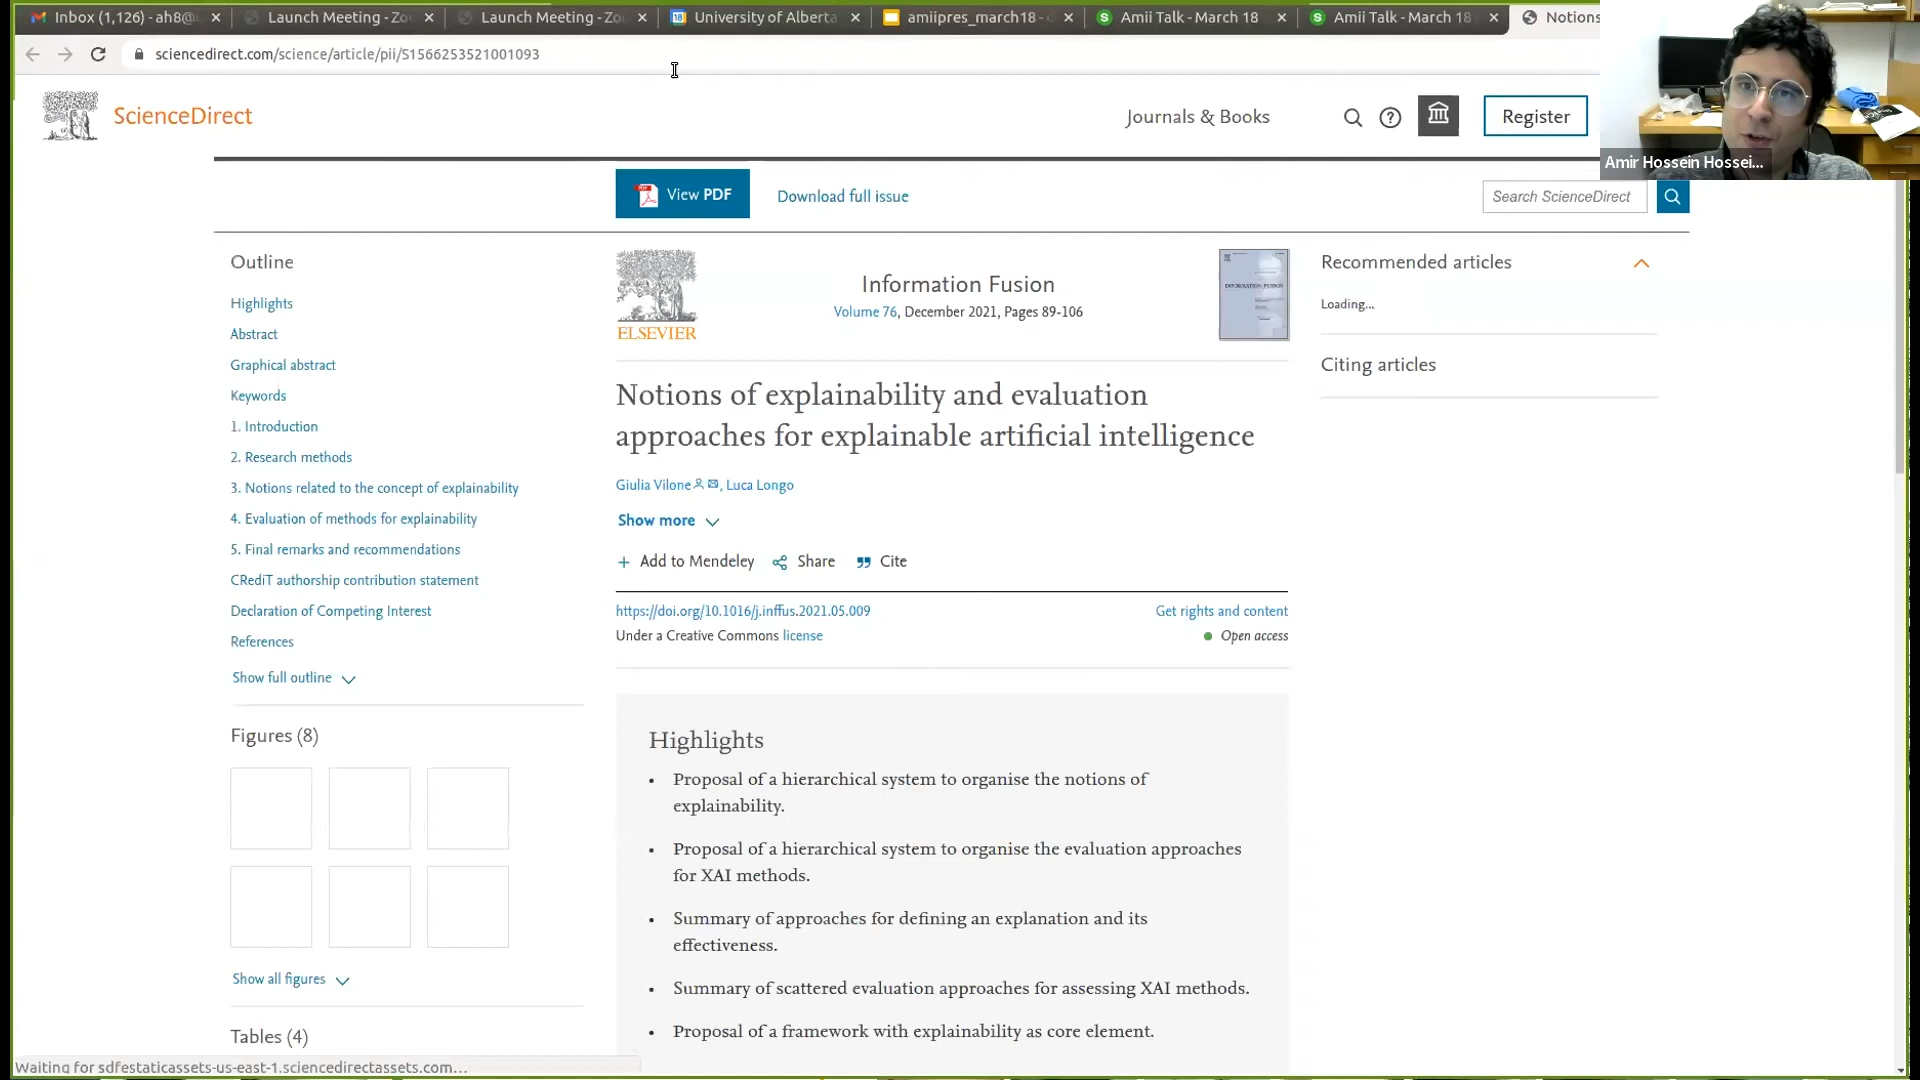 Inbox (1,126) - ah8@
Launch Meeting - Zo
Launch Meeting - Zo
University of Alberta
amiipres_march18 -
Amii Talk - March 18
Amii Talk - March 18
Notions
sciencedirect.com/science/article/pii/S1566253521001093
ScienceDirect
Journals & Books
Register
Amir Hossein Hossei...
View PDF
Download full issue
Search ScienceDirect
Outline
Highlights
Abstract
Graphical abstract
Keywords
1. Introduction
2. Research methods
3. Notions related to the concept of explainability
4. Evaluation of methods for explainability
5. Final remarks and recommendations
CRediT authorship contribution statement
Declaration of Competing Interest
References
Show full outline
Figures (8)
Show all figures
Tables (4)
ELSEVIER
Information Fusion
Volume 76, December 2021, Pages 89-106
INFORMATION FUSION
Notions of explainability and evaluation
approaches for explainable artificial intelligence
Giulia Vilone, Luca Longo
Show more
Add to Mendeley
Share
Cite
https://doi.org/10.1016/j.inffus.2021.05.009
Get rights and content
Under a Creative Commons license
Open access
Highlights
• Proposal of a hierarchical system to organise the notions of
explainability.
• Proposal of a hierarchical system to organise the evaluation approaches
for XAI methods.
• Summary of approaches for defining an explanation and its
effectiveness.
• Summary of scattered evaluation approaches for assessing XAI methods.
• Proposal of a framework with explainability as core element.
Recommended articles
Loading...
Citing articles
Waiting for sdfestaticassets-us-east-1.sciencedirectassets.com...